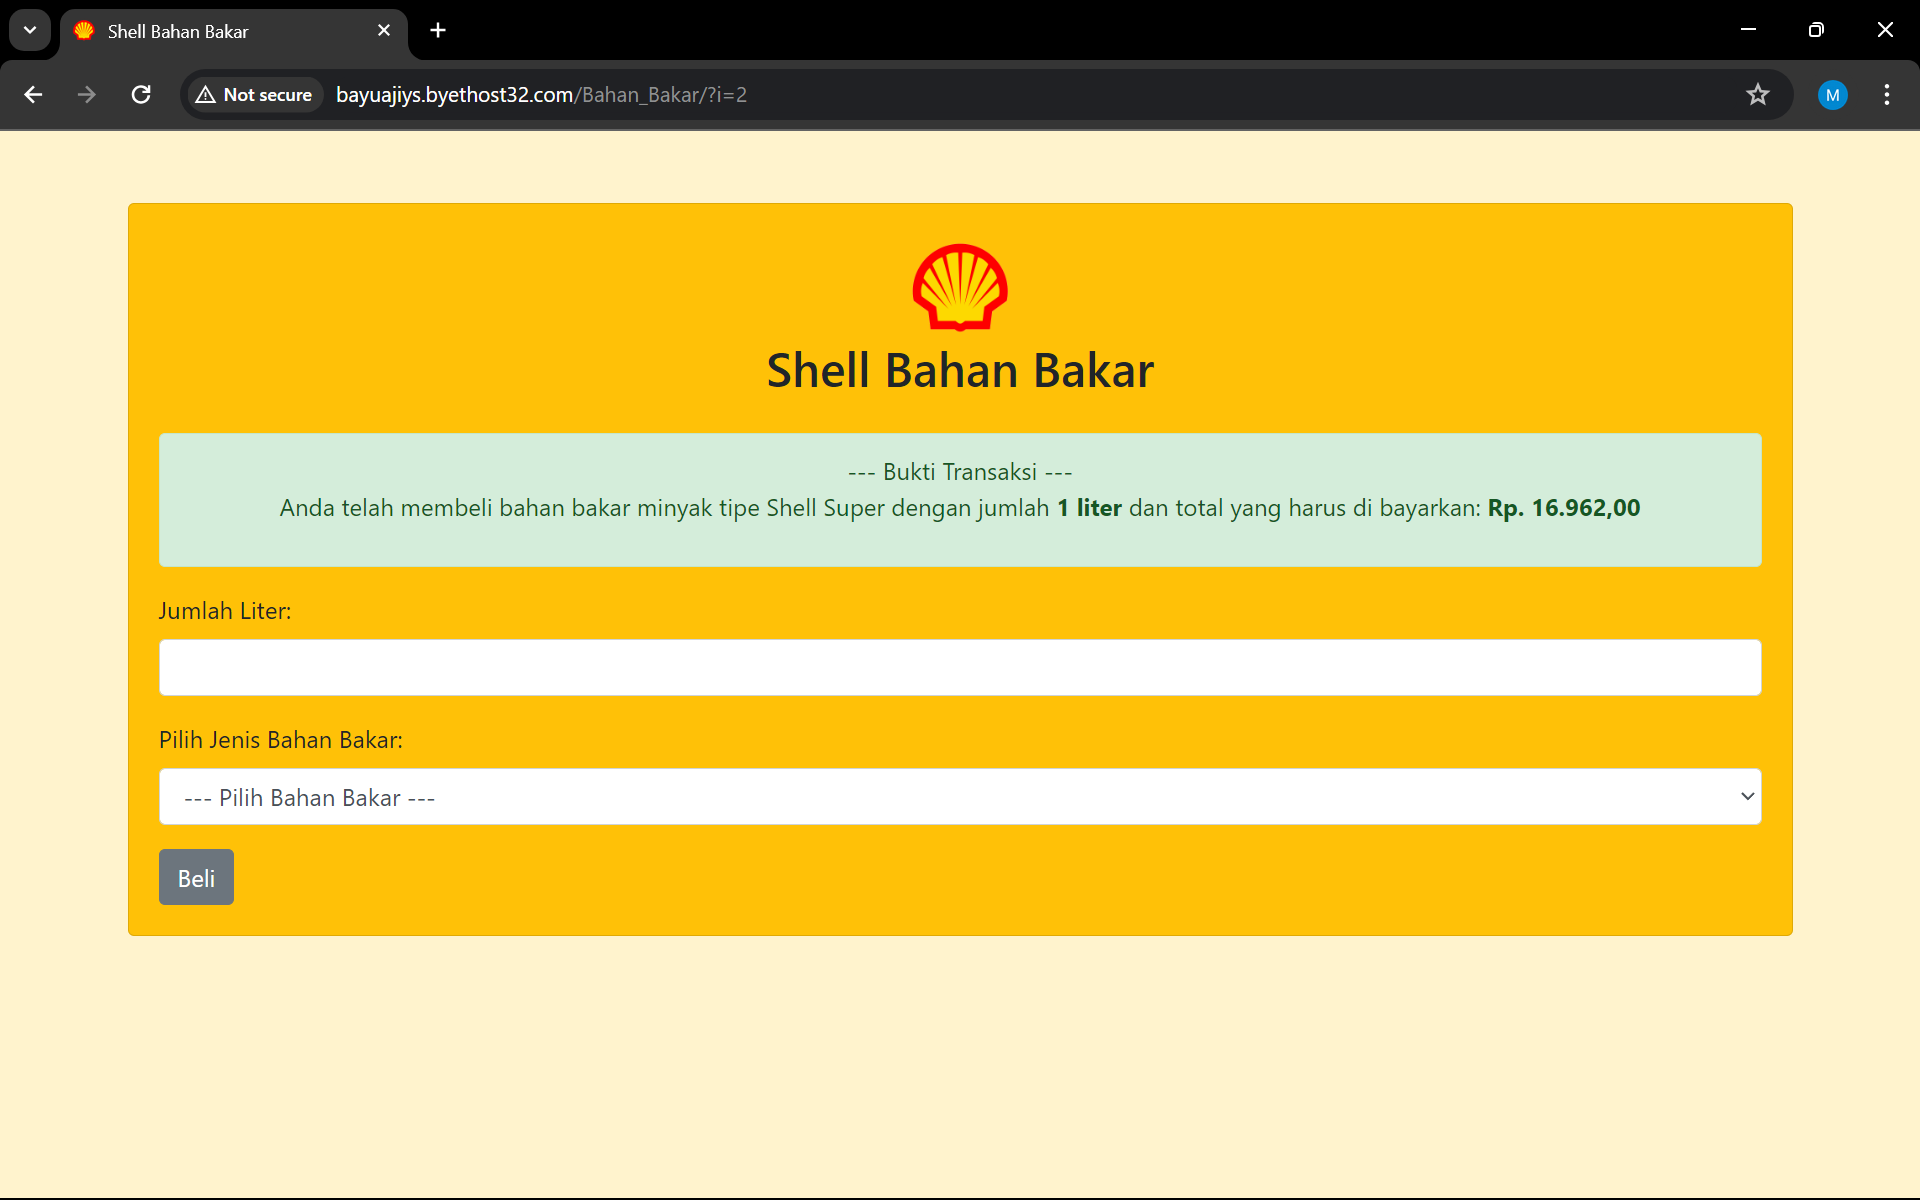 Shell Bahan Bakar
Not secure
bayuajiys.byethost32.com/Bahan_Bakar/?i=2
M
Shell Bahan Bakar
--- Bukti Transaksi ---
Anda telah membeli bahan bakar minyak tipe Shell Super dengan jumlah 1 liter dan total yang harus di bayarkan: Rp. 16.962,00
Jumlah Liter:
Pilih Jenis Bahan Bakar:
--- Pilih Bahan Bakar ---
Beli